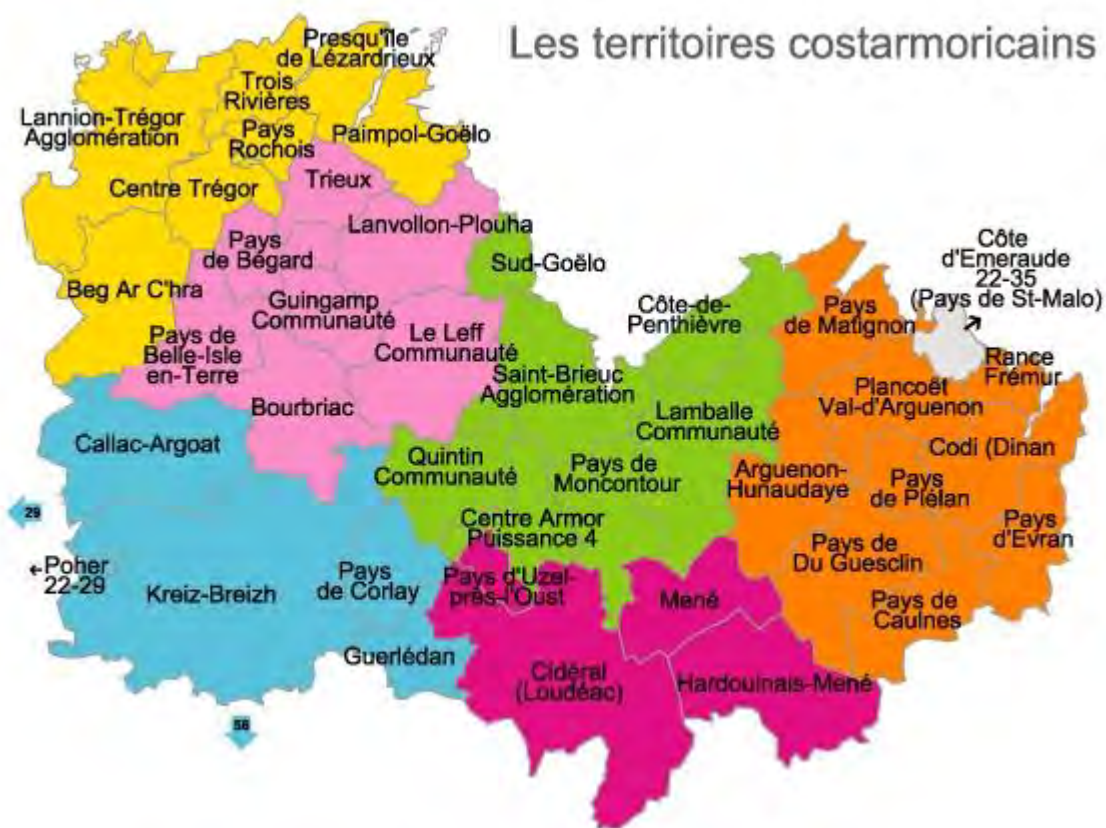 Les territoires costarmoricains
Presqu'île
de Lézardrieux
Trois
Rivières
Lannion-Trégor
Agglomération
Pays
Rochois
Paimpol-Goëlo
Centre Trégor
Trieux
Lanvollon-Plouha
Pays
de Bégard
Sud-Goëlo
Beg Ar C'hra
Guingamp
Communauté
Le Leff
Communauté
Pays de
Belle-Isle
en-Terre
Bourbriac
Côte-de-
Penthièvre
Pays
de Matignon
Côte
d'Emeraude
22-35
(Pays de St-Malo)
Rance
Frémur
Saint-Brieuc
Agglomération
Plancoët
Val-d'Arguenon
Lamballe
Communauté
Codi (Dinan
Callac-Argoat
Quintin
Communauté
Pays de
Moncontour
Arguenon-
Hunaudaye
Pays
de Plélan
Pays
d'Evran
29
Poher
22-29
Centre Armor
Puissance 4
Pays de
Du Guesclin
Kreiz-Breizh
Pays
de Corlay
Pays d'Uzel-
près-l'Oust
Mené
Pays de
Caulnes
Guerlédan
Cidéral
(Loudéac)
Hardouinais-Mené
56